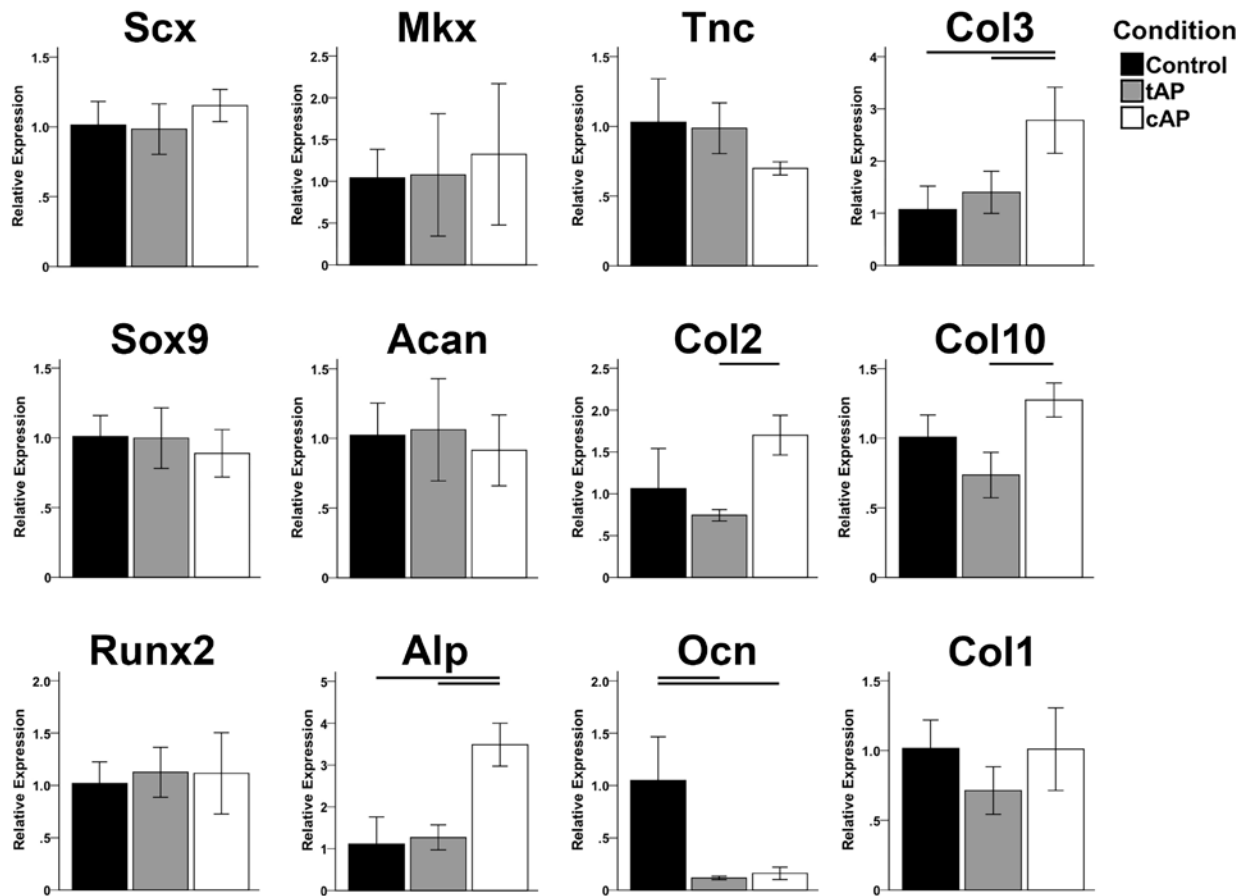 Scx
Mkx
Tnc
Col3
Condition
Control
tAP
cAP
Relative Expression
1.5
1.0
.5
0
Relative Expression
2.5
2.0
1.5
1.0
.5
0
Relative Expression
1.5
1.0
.5
0
Relative Expression
4
3
2
1
0
Sox9
Acan
Col2
Col10
Relative Expression
1.5
1.0
.5
0
Relative Expression
1.5
1.0
.5
0
Relative Expression
2.5
2.0
1.5
1.0
.5
0
Relative Expression
1.5
1.0
.5
0
Runx2
Alp
Ocn
Col1
Relative Expression
2.0
1.5
1.0
.5
0
Relative Expression
5
4
3
2
1
0
Relative Expression
2.0
1.5
1.0
.5
0
Relative Expression
1.5
1.0
.5
0